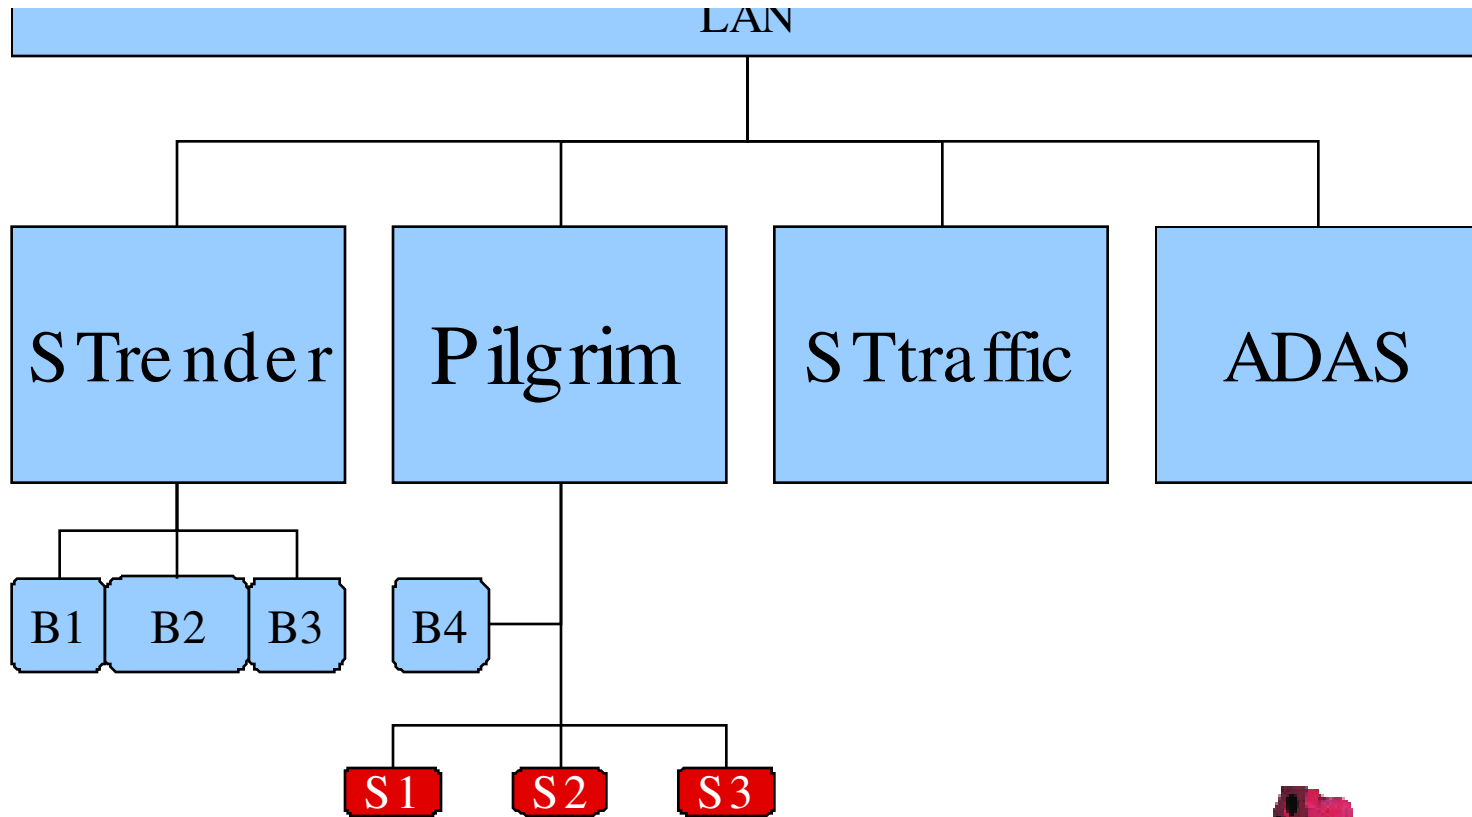 LAN
STrender
Pilgrim
STtraffic
ADAS
B1
B2
B3
B4
S1
S2
S3